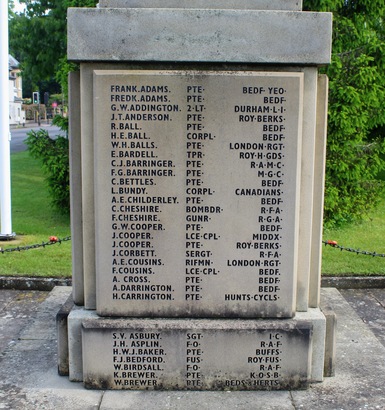 FRANK.ADAMS. PTE· BEDF· YEO·
FREDK.ADAMS. PTE· BEDF·
G.W.ADDINGTON. 2·LT· DURHAM·L·I·
J.T.ANDERSON. PTE· ROY·BERKS·
R.BALL. PTE· BEDF·
H.E.BALL. CORPL· BEDF·
W.H.BALLS. PTE· LONDON·RGT·
E.BARDELL. TPR· ROY·H·GDS·
C.J.BARRINGER. PTE· R·A·M·C·
F.G.BARRINGER. PTE· M·G·C·
C.BETTLES. PTE· BEDF·
L.BUNDY. CORPL· CANADIANS·
A.E.CHILDERLEY. PTE· BEDF·
C.CHESHIRE. BOMBDR· R·F·A·
F.CHESHIRE. GUNR· R·G·A·
G.W.COOPER. PTE· BEDF·
J.COOPER. LCE·CPL· MIDDX·
J.COOPER. PTE· ROY·BERKS·
J.CORBETT. SERGT· R·F·A·
A.E.COUSINS. RIFMN· LONDON·RGT·
F.COUSINS. LCE·CPL· BEDF.
A. CROSS. PTE· BEDF·
A.DARRINGTON. PTE· BEDF·
H.CARRINGTON. PTE· HUNTS·CYCLS·
S.V. ASBURY. SGT· I·C·
J.H. ASPLIN. F·O· R·A·F·
H.W.J.BAKER. PTE· BUFFS·
F.J.BEDFORD. FUS· ROY·FUS·
W.BIRDSALL. F·O· R·A·F·
K.BREWER. PTE· K·O·S·B·
W.BREWER PTE· BEDS·&HERTS·